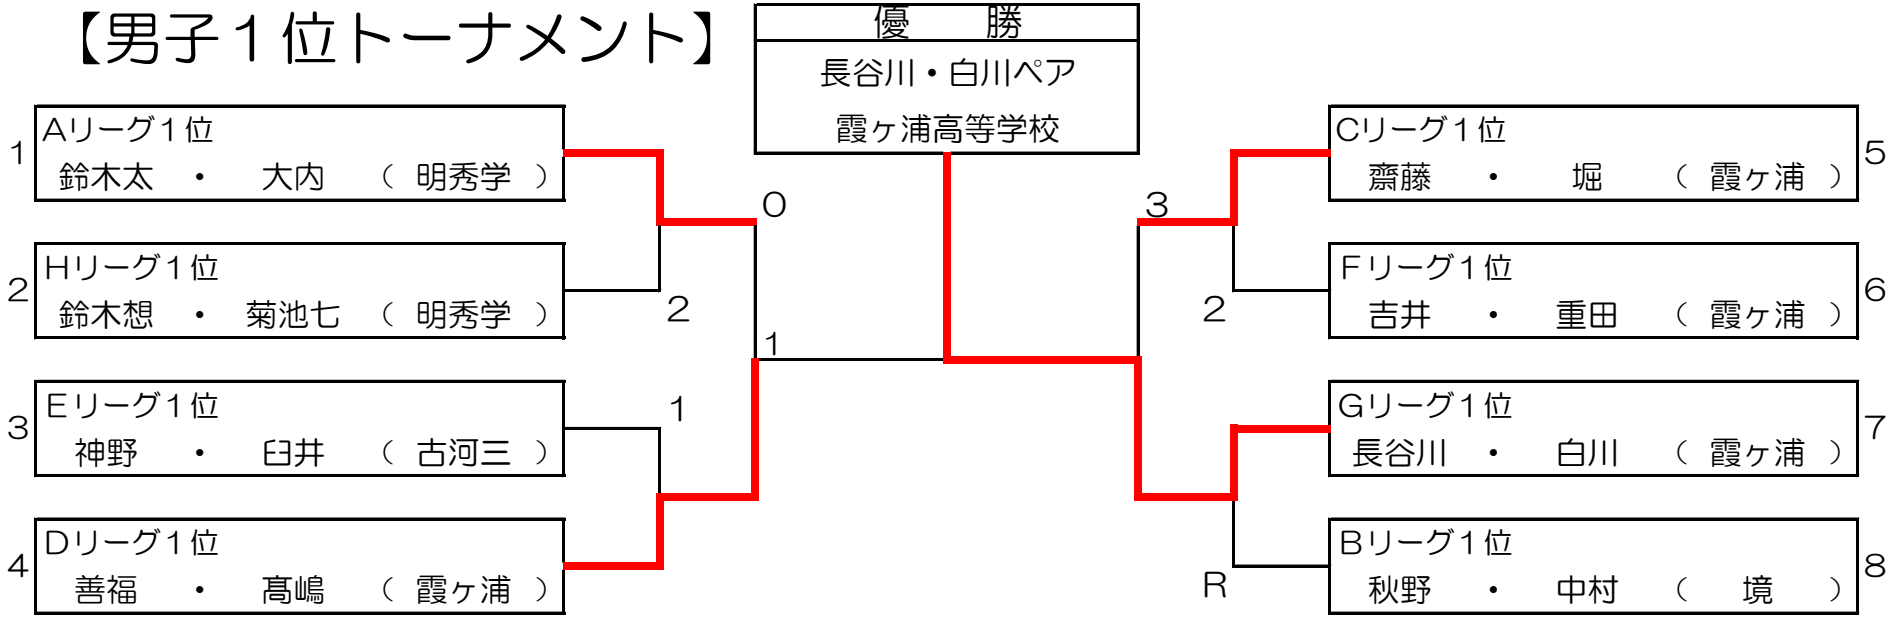 【男子１位トーナメント】
優　　勝
長谷川・白川ペア
霞ヶ浦高等学校
1
Aリーグ１位
鈴木太 ・ 大内 （ 明秀学 ）
2
Hリーグ１位
鈴木想 ・ 菊池七 （ 明秀学 ）
3
Eリーグ１位
神野 ・ 臼井 （ 古河三 ）
4
Dリーグ１位
善福 ・ 髙嶋 （ 霞ヶ浦 ）
0
2
1
1
3
2
R
Cリーグ１位
齋藤 ・ 堀 （ 霞ヶ浦 ）
5
Fリーグ１位
吉井 ・ 重田 （ 霞ヶ浦 ）
6
Gリーグ１位
長谷川 ・ 白川 （ 霞ヶ浦 ）
7
Bリーグ１位
秋野 ・ 中村 （ 境 ）
8